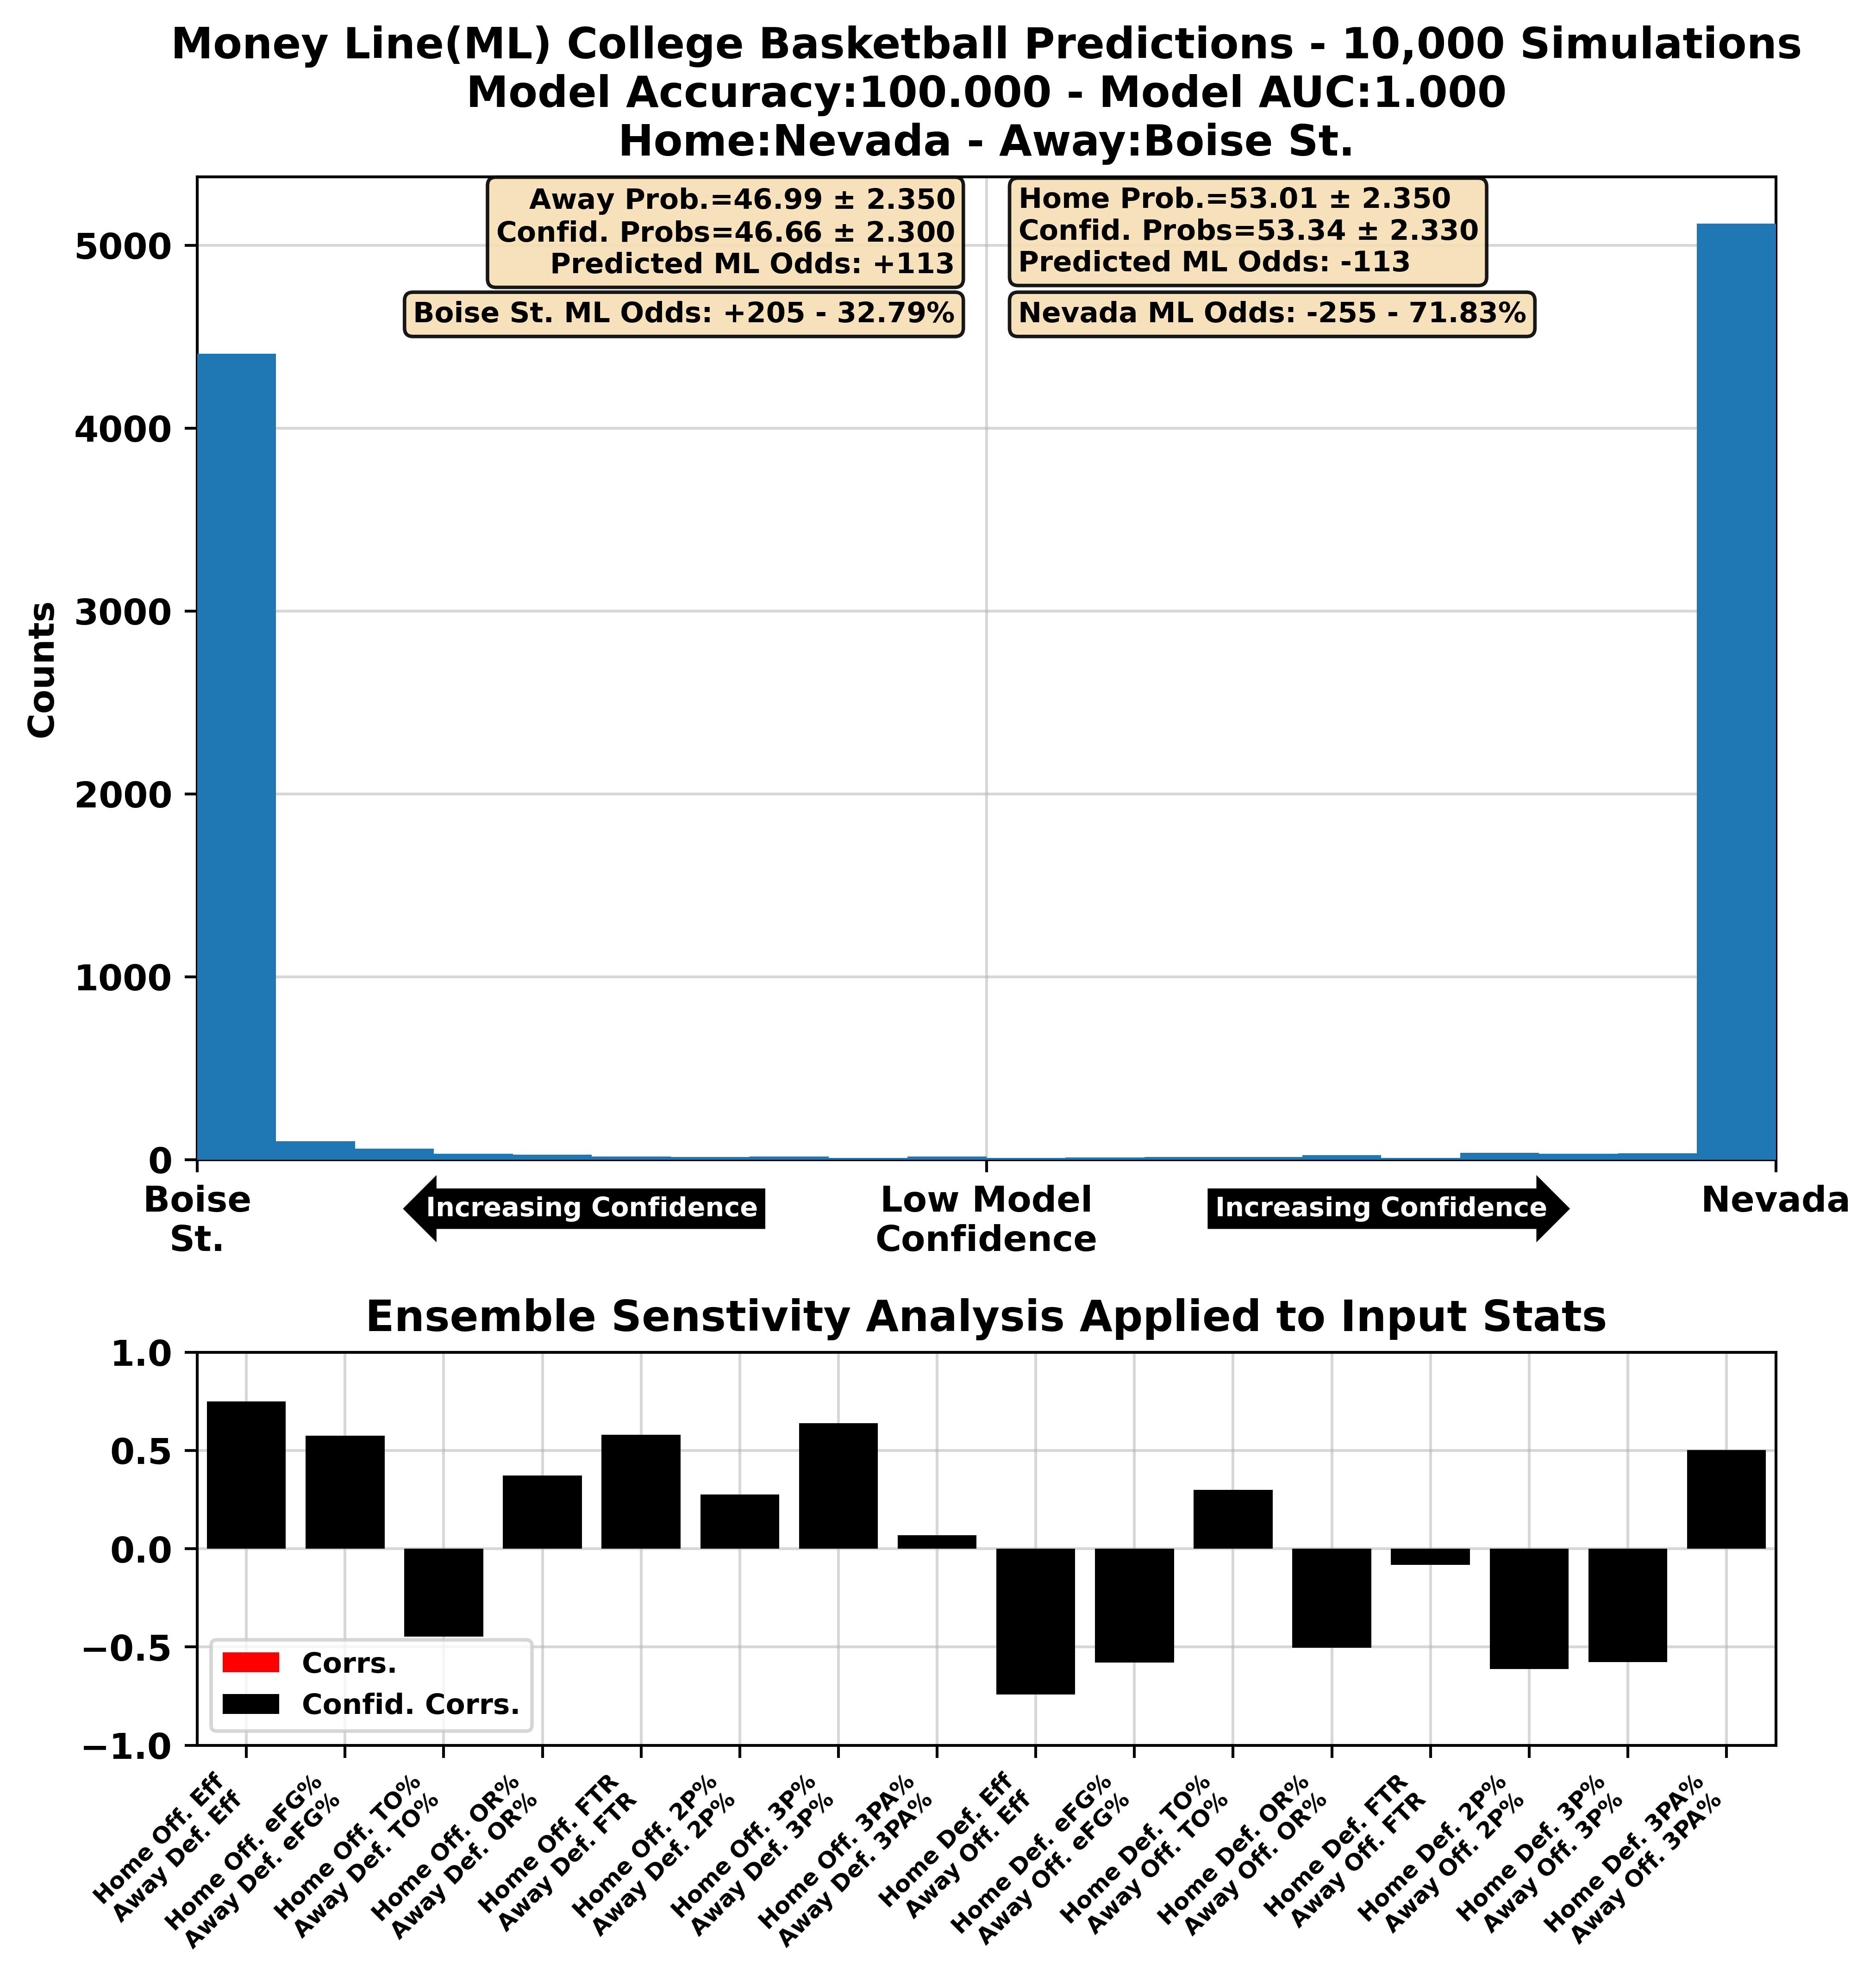 Money Line(ML) College Basketball Predictions - 10,000 Simulations
Model Accuracy:100.000 - Model AUC:1.000
Home:Nevada - Away:Boise St.
Away Prob.=46.99 ± 2.350
Confid. Probs=46.66 ± 2.300
Predicted ML Odds: +113
Boise St. ML Odds: +205 - 32.79%
Home Prob.=53.01 ± 2.350
Confid. Probs=53.34 ± 2.330
Predicted ML Odds: -113
Nevada ML Odds: -255 - 71.83%
Counts
5000
4000
3000
2000
1000
0
Boise
St.
Increasing Confidence
Low Model
Confidence
Increasing Confidence
Nevada
Ensemble Senstivity Analysis Applied to Input Stats
1.0
0.5
0.0
−0.5
−1.0
Corrs.
Confid. Corrs.
Home Off. Eff
Away Def. Eff
Home Off. eFG%
Away Def. eFG%
Home Off. TO%
Away Def. TO%
Home Off. OR%
Away Def. OR%
Home Off. FTR
Away Def. FTR
Home Off. 2P%
Away Def. 2P%
Home Off. 3P%
Away Def. 3P%
Home Off. 3PA%
Away Def. 3PA%
Home Def. Eff
Away Off. Eff
Home Def. eFG%
Away Off. eFG%
Home Def. TO%
Away Off. TO%
Home Def. OR%
Away Off. OR%
Home Def. FTR
Away Off. FTR
Home Def. 2P%
Away Off. 2P%
Home Def. 3P%
Away Off. 3P%
Home Def. 3PA%
Away Off. 3PA%